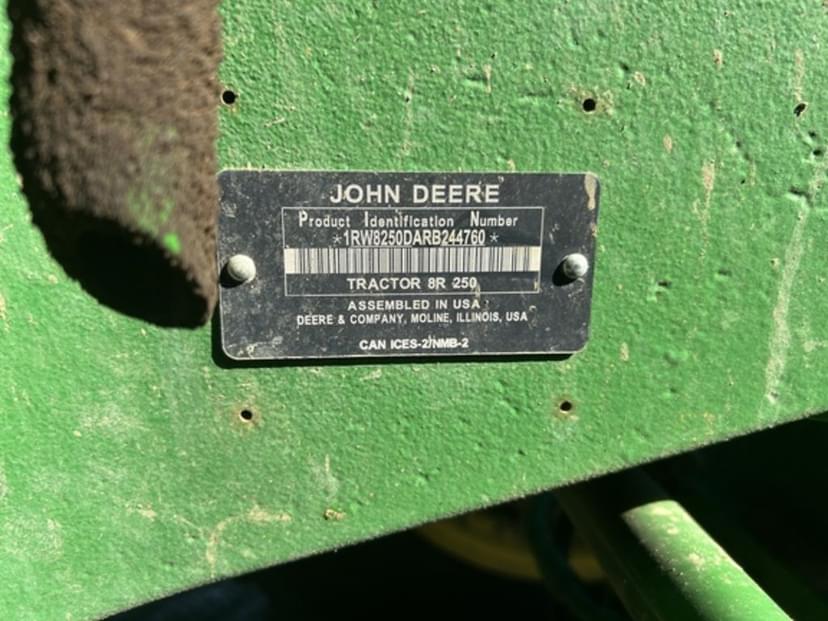 JOHN DEERE
Product Identification Number
*1RW8250DARB244760*
TRACTOR 8R 250
ASSEMBLED IN USA
DEERE & COMPANY, MOLINE, ILLINOIS, USA
CAN ICES-2/NMB-2